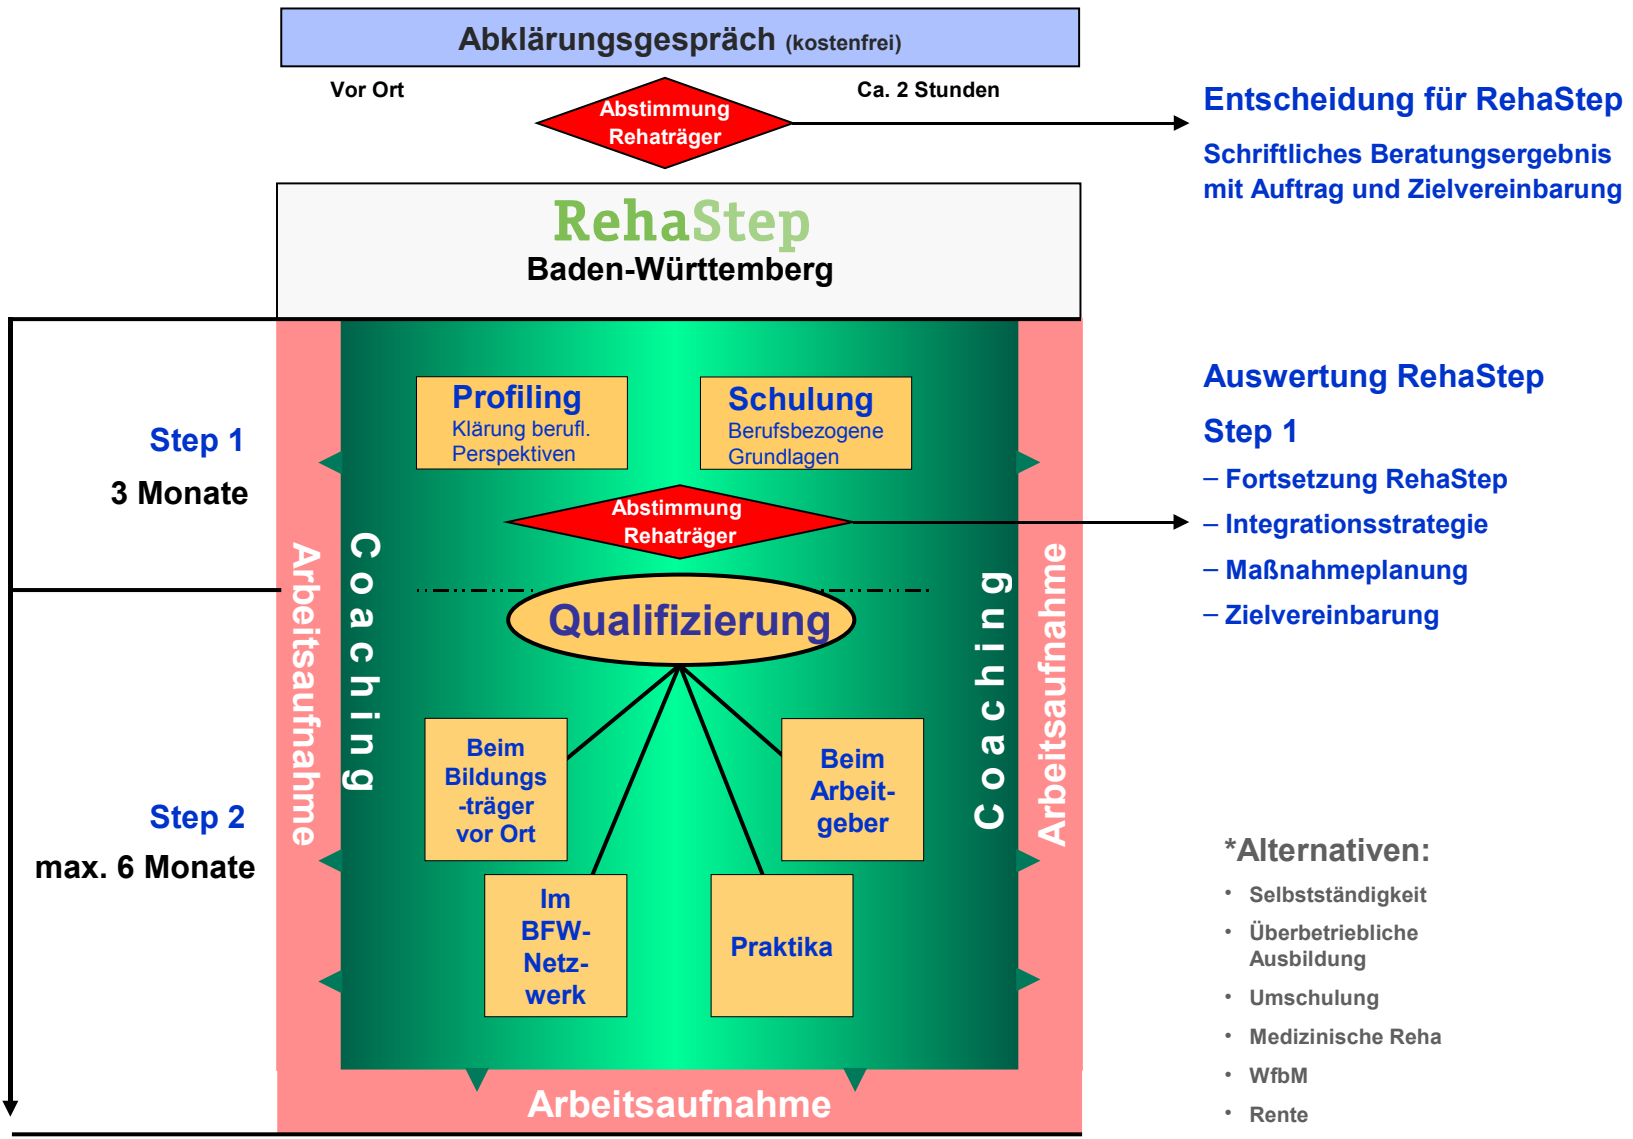 Abklärungsgespräch (kostenfrei)
Vor Ort
Ca. 2 Stunden
Abstimmung
Rehaträger
Entscheidung für RehaStep
Schriftliches Beratungsergebnis
mit Auftrag und Zielvereinbarung
RehaStep
Baden-Württemberg
Step 1
3 Monate
Profiling
Klärung berufl.
Perspektiven
Schulung
Berufsbezogene
Grundlagen
Abstimmung
Rehaträger
Auswertung RehaStep
Step 1
– Fortsetzung RehaStep
– Integrationsstrategie
– Maßnahmeplanung
– Zielvereinbarung
Arbeitsaufnahme
Coaching
Coaching
Arbeitsaufnahme
Qualifizierung
Step 2
max. 6 Monate
Beim
Bildungs
-träger
vor Ort
Beim
Arbeit-
geber
Im
BFW-
Netz-
werk
Praktika
Arbeitsaufnahme
*Alternativen:
• Selbstständigkeit
• Überbetriebliche
Ausbildung
• Umschulung
• Medizinische Reha
• WfbM
• Rente